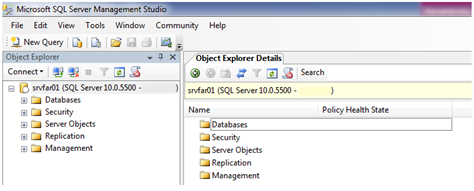 Microsoft SQL Server Management Studio
File Edit View Tools Window Community Help
New Query
Object Explorer
Connect
srvfar01 (SQL Server 10.0.5500 - )
Databases
Security
Server Objects
Replication
Management
Object Explorer Details
Search
srvfar01 (SQL Server 10.0.5500 - )
Name Policy Health State
Databases
Security
Server Objects
Replication
Management